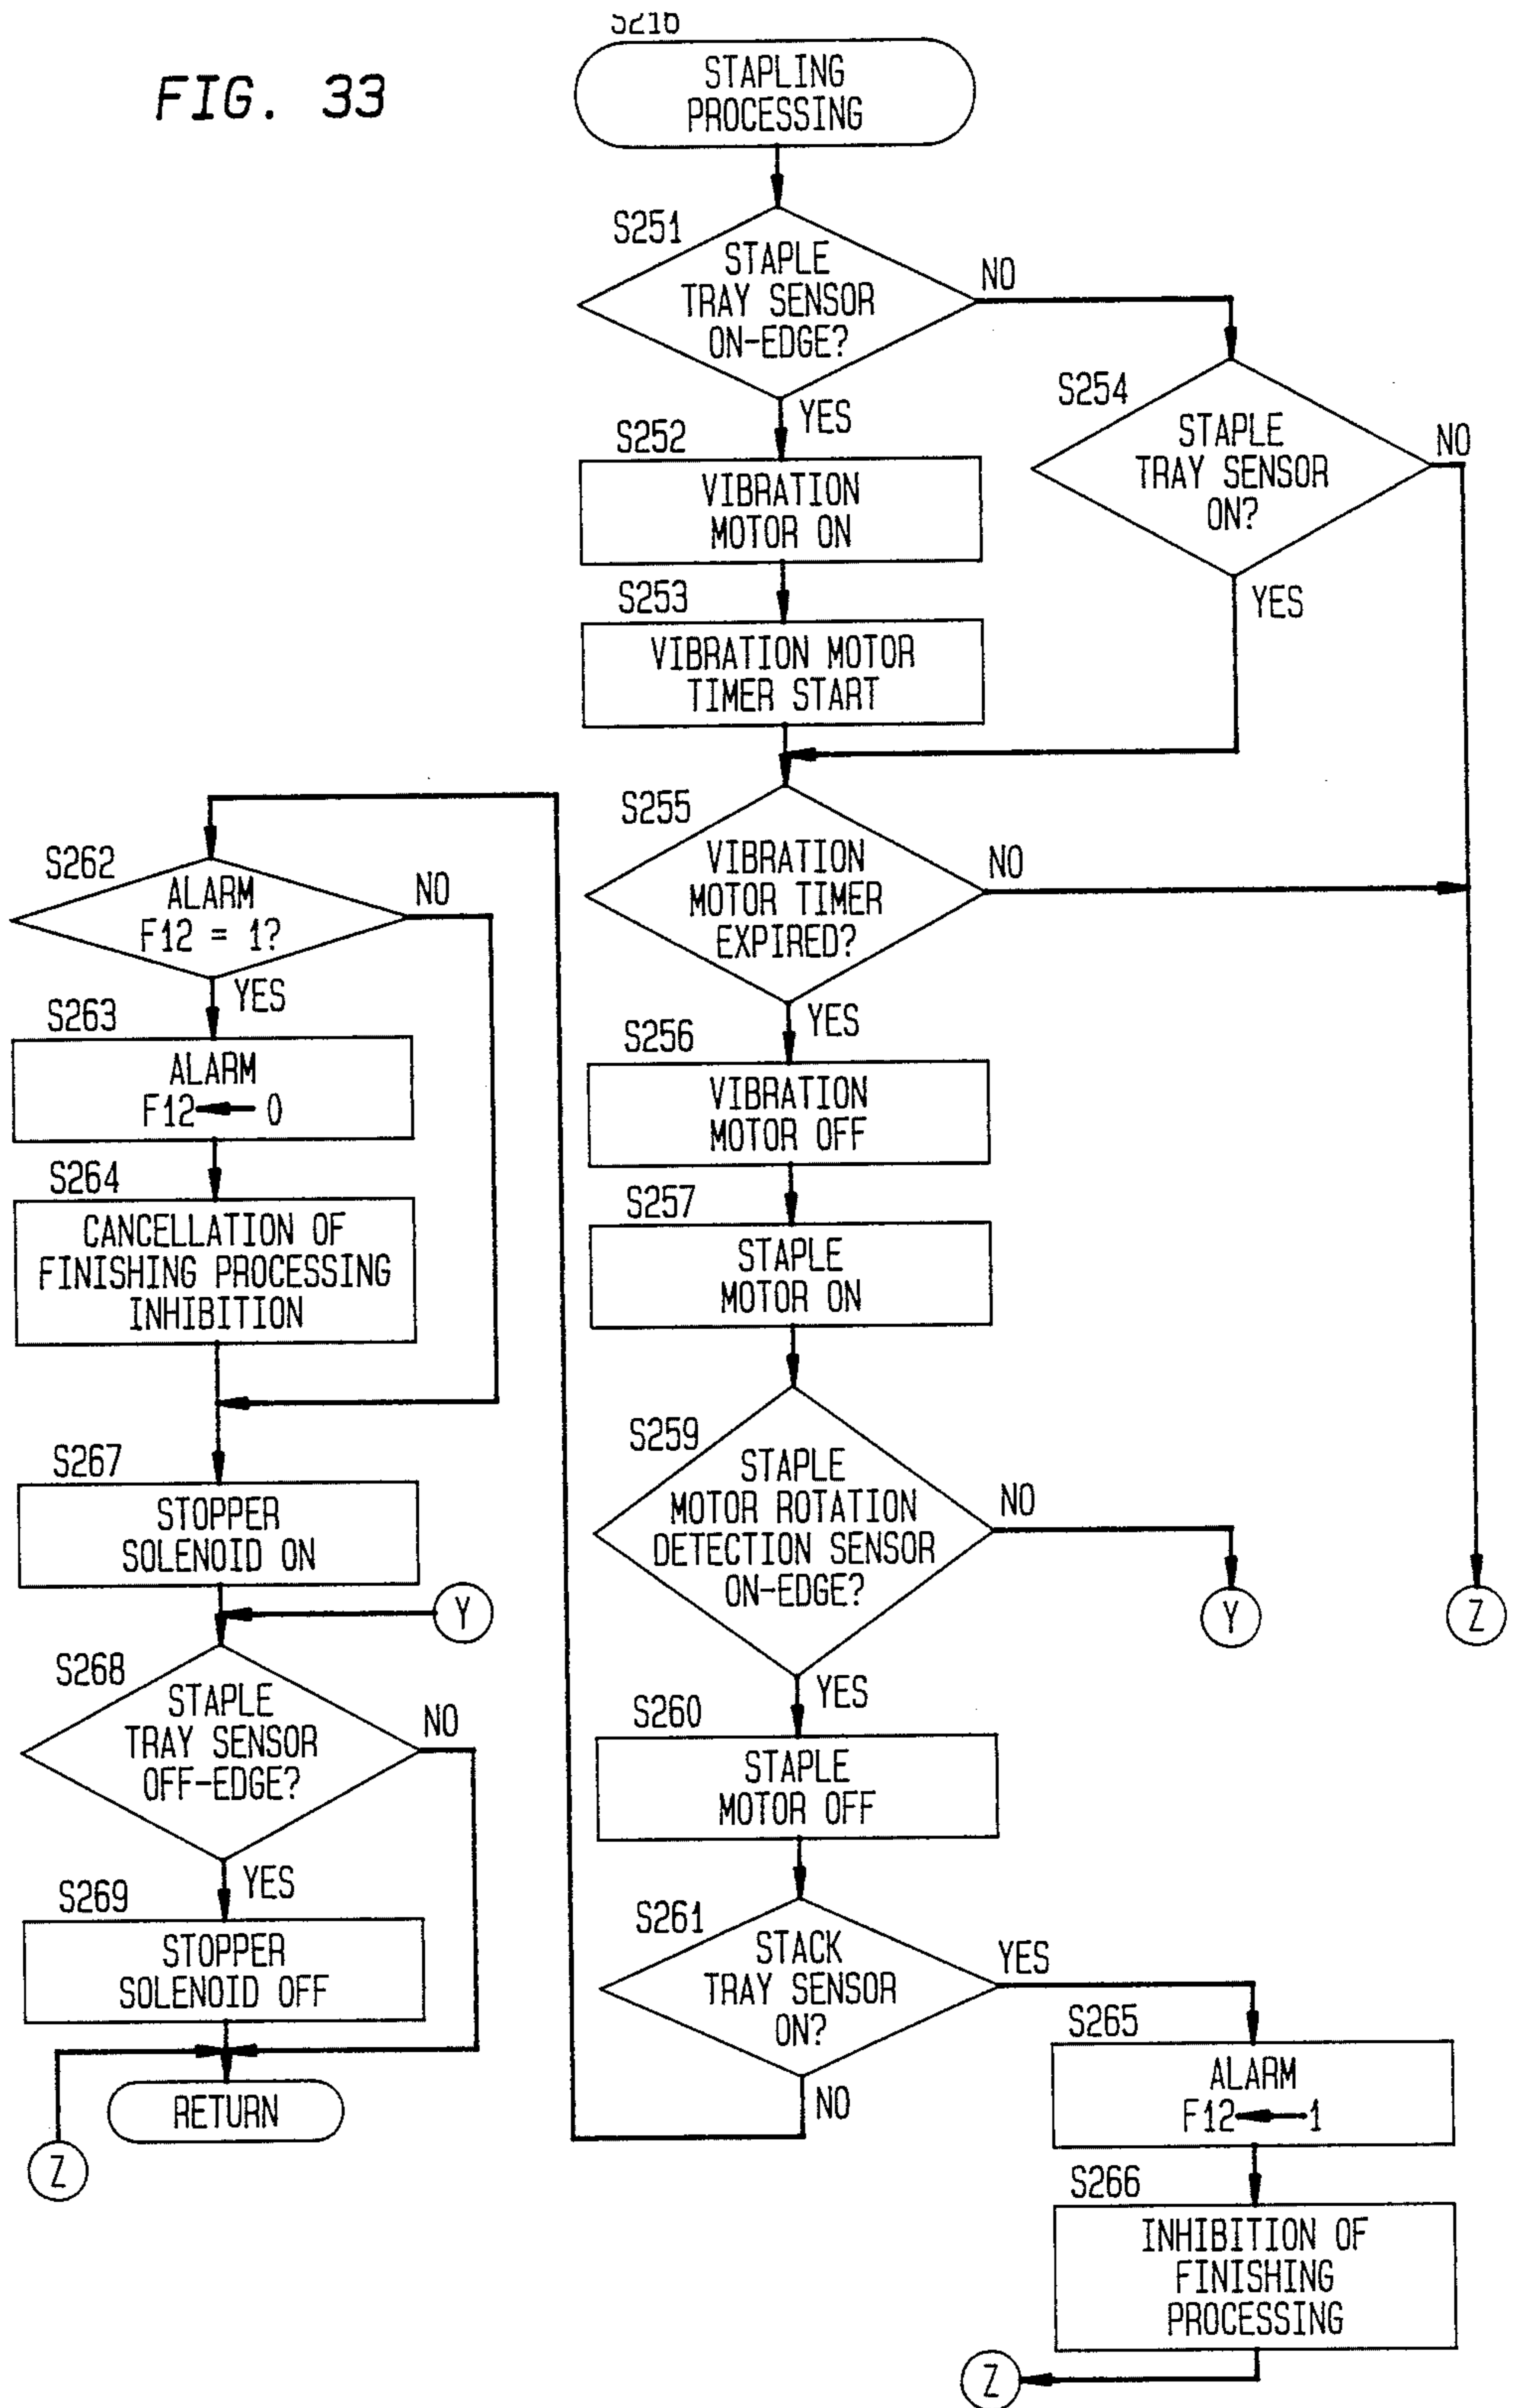 FIG. 33
S216
STAPLING
PROCESSING
S251
STAPLE
TRAY SENSOR
ON-EDGE?
NO
YES
S254
STAPLE
TRAY SENSOR
ON?
NO
YES
S252
VIBRATION
MOTOR ON
S253
VIBRATION MOTOR
TIMER START
S255
VIBRATION
MOTOR TIMER
EXPIRED?
NO
YES
S256
VIBRATION
MOTOR OFF
S257
STAPLE
MOTOR ON
S259
STAPLE
MOTOR ROTATION
DETECTION SENSOR
ON-EDGE?
NO
Y
Z
YES
S260
STAPLE
MOTOR OFF
S261
STACK
TRAY SENSOR
ON?
YES
NO
S265
ALARM
F12 ← 1
S266
INHIBITION OF
FINISHING
PROCESSING
Z
S262
ALARM
F12 = 1?
NO
YES
S263
ALARM
F12 ← 0
S264
CANCELLATION OF
FINISHING PROCESSING
INHIBITION
S267
STOPPER
SOLENOID ON
Y
S268
STAPLE
TRAY SENSOR
OFF-EDGE?
NO
YES
S269
STOPPER
SOLENOID OFF
RETURN
Z